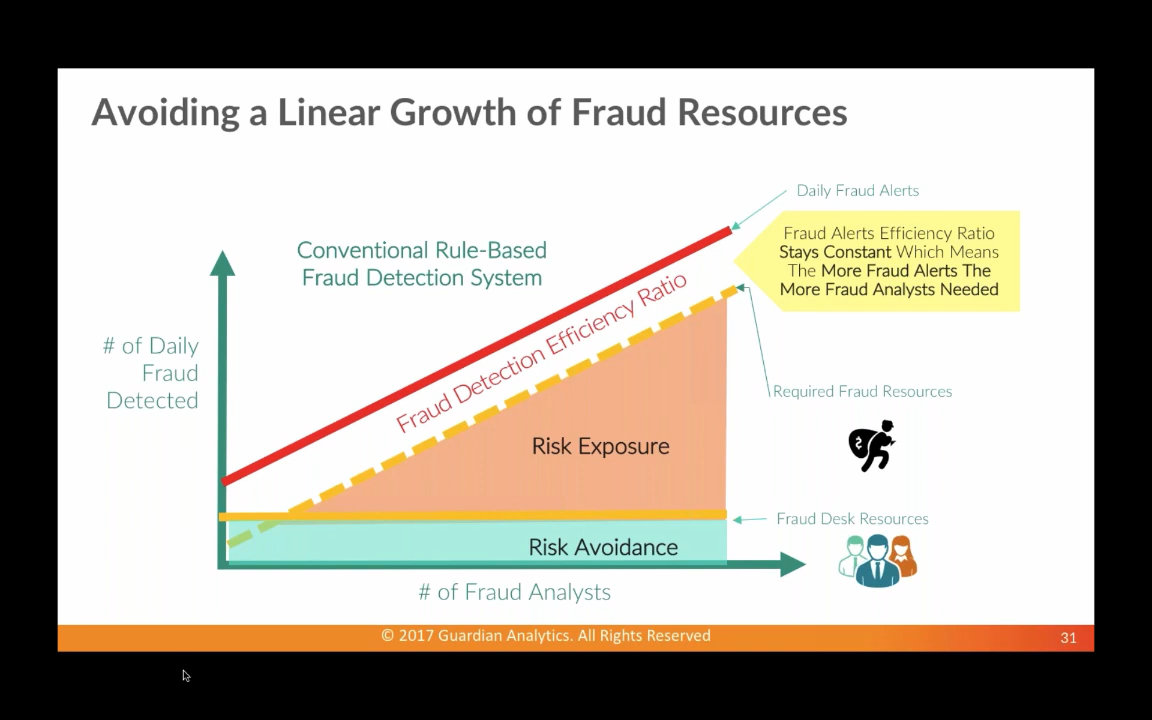 Avoiding a Linear Growth of Fraud Resources
Daily Fraud Alerts
Fraud Alerts Efficiency Ratio
Stays Constant Which Means
The More Fraud Alerts The
More Fraud Analysts Needed
Conventional Rule-Based
Fraud Detection System
Fraud Detection Efficiency Ratio
# of Daily
Fraud
Detected
Required Fraud Resources
Risk Exposure
Fraud Desk Resources
Risk Avoidance
# of Fraud Analysts
© 2017 Guardian Analytics. All Rights Reserved
31